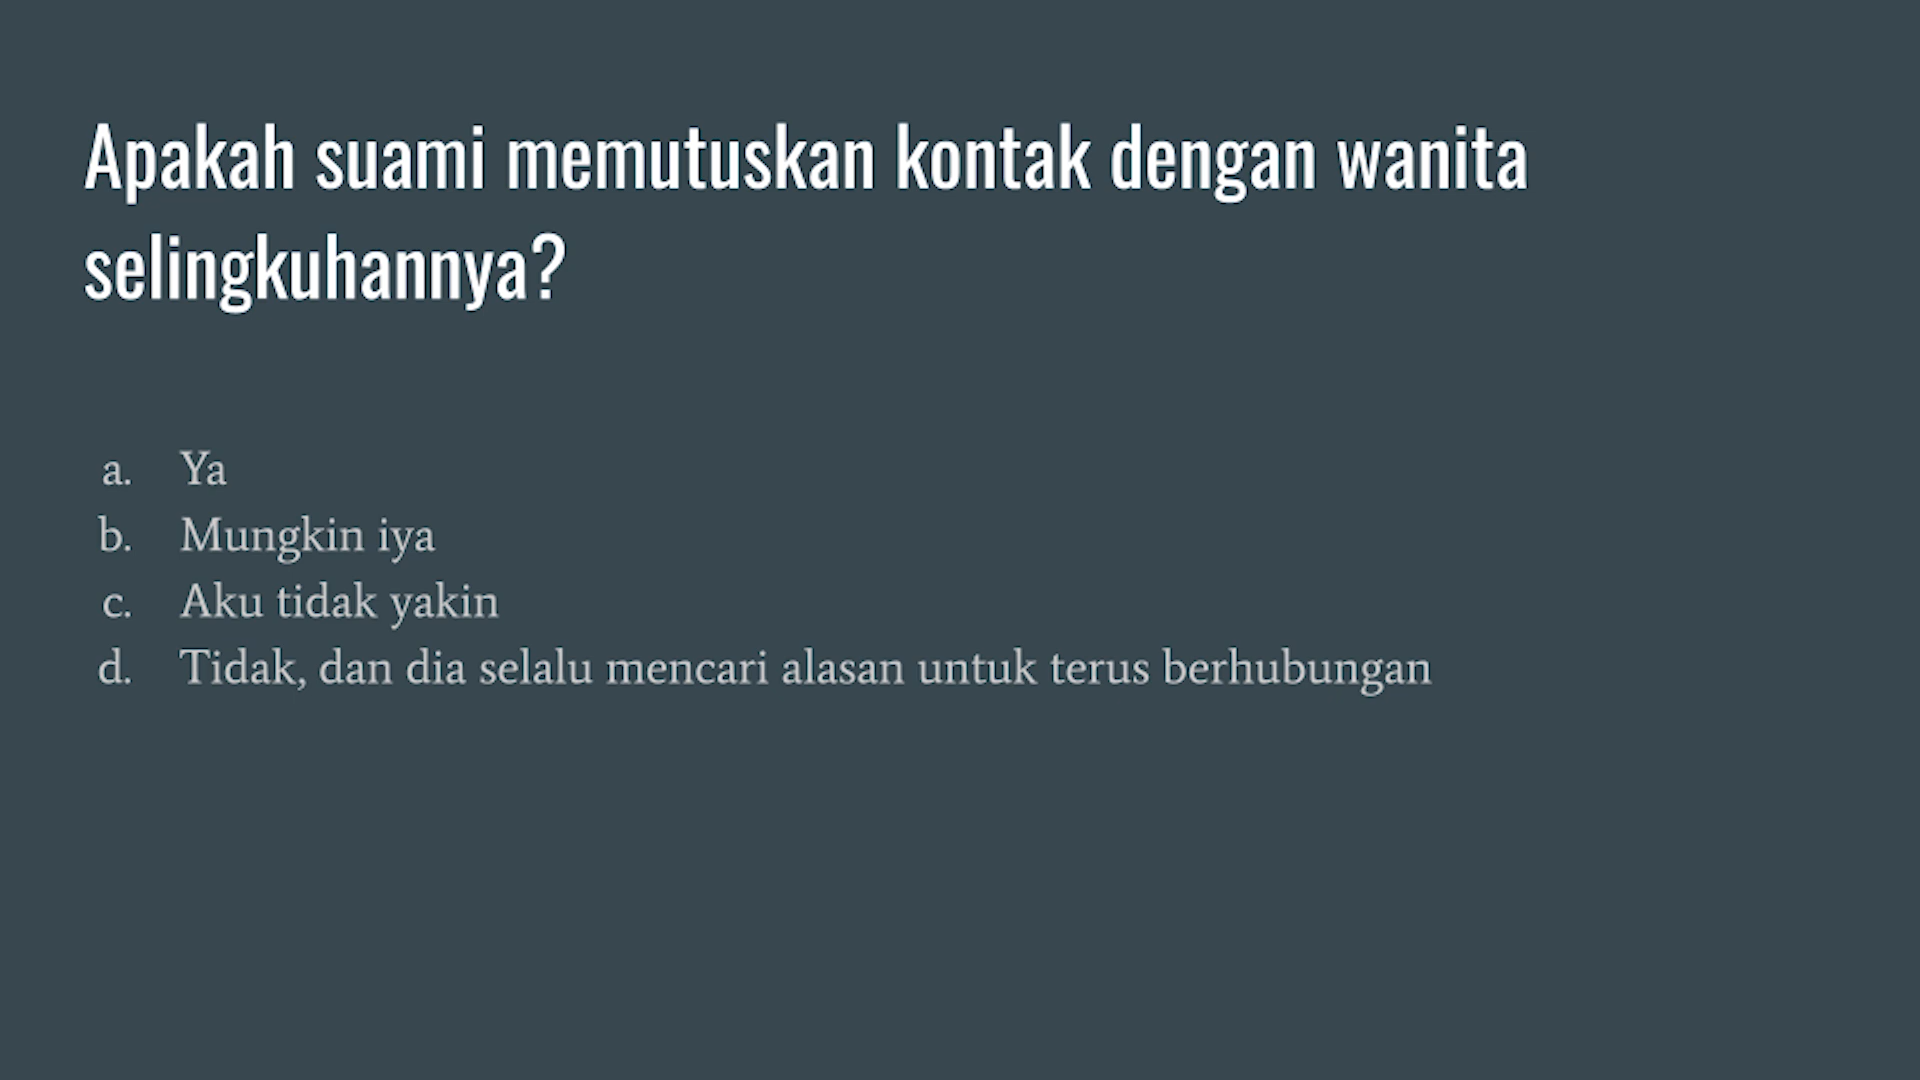 Apakah suami memutuskan kontak dengan wanita
selingkuhannya?
a. Ya
b. Mungkin iya
c. Aku tidak yakin
d. Tidak, dan dia selalu mencari alasan untuk terus berhubungan